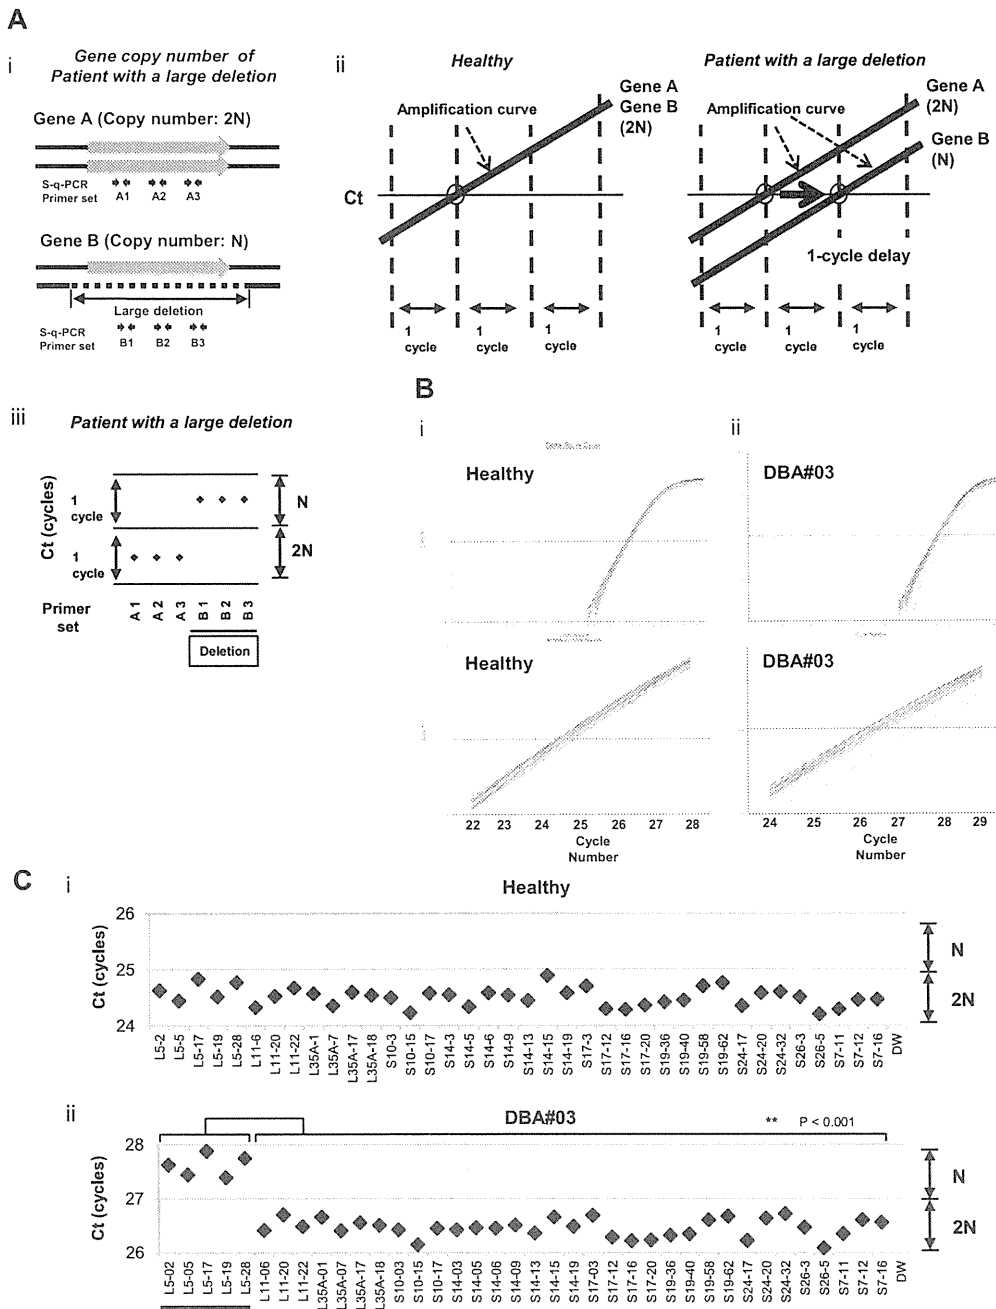 A
i
Gene copy number of
Patient with a large deletion
Gene A (Copy number: 2N)
S-q-PCR
Primer set
A1 A2 A3
Gene B (Copy number: N)
Large deletion
S-q-PCR
Primer set
B1 B2 B3
ii
Healthy
Amplification curve
Gene A
Gene B
(2N)
Ct
1
cycle
1
cycle
1
cycle
Patient with a large deletion
Amplification curve
Gene A
(2N)
Gene B
(N)
1-cycle delay
1
cycle
1
cycle
1
cycle
iii
Patient with a large deletion
Ct (cycles)
1
cycle
1
cycle
N
2N
Primer
set
A 1
A 2
A 3
B 1
B 2
B 3
Deletion
B
i
Healthy
Healthy
22 23 24 25 26 27 28
Cycle
Number
ii
DBA#03
DBA#03
24 25 26 27 28 29
Cycle
Number
C
i
Healthy
Ct (cycles)
26
25
24
N
2N
L5-2
L5-5
L5-17
L5-19
L5-28
L11-6
L11-20
L11-22
L35A-1
L35A-7
L35A-17
L35A-18
S10-3
S10-15
S10-17
S14-3
S14-5
S14-6
S14-9
S14-13
S14-15
S14-19
S17-3
S17-12
S17-16
S17-20
S19-36
S19-40
S19-58
S19-62
S24-17
S24-20
S24-32
S26-3
S26-5
S7-11
S7-12
S7-16
DW
ii
DBA#03
** P < 0.001
Ct (cycles)
28
27
26
N
2N
L5-02
L5-05
L5-17
L5-19
L5-28
L11-06
L11-20
L11-22
L35A-01
L35A-07
L35A-17
L35A-18
S10-03
S10-15
S10-17
S14-03
S14-05
S14-06
S14-09
S14-13
S14-15
S14-19
S17-03
S17-12
S17-16
S17-20
S19-36
S19-40
S19-58
S19-62
S24-17
S24-20
S24-32
S26-3
S26-5
S7-11
S7-12
S7-16
DW